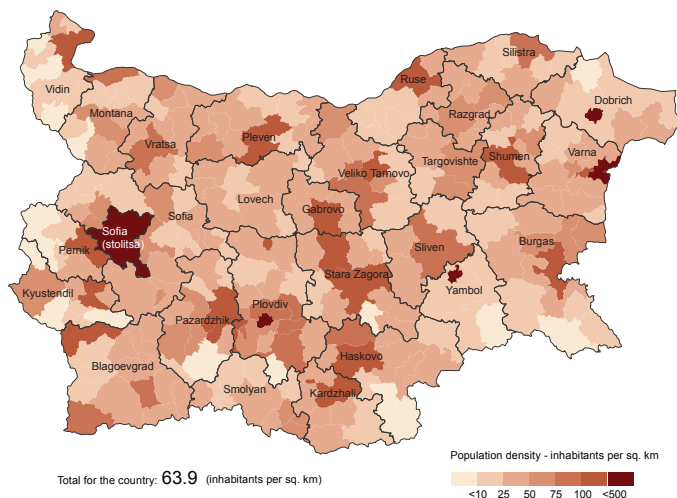 Silistra
Ruse
Vidin
Dobrich
Montana
Razgrad
Vratsa
Pleven
Varna
Shumen
Targovishte
Veliko Tarnovo
Lovech
Gabrovo
Sofia
Sofia
(stolitsa)
Pernik
Burgas
Sliven
Stara Zagora
Yambol
Kyustendil
Plovdiv
Pazardzhik
Haskovo
Blagoevgrad
Smolyan
Kardzhali
Population density - inhabitants per sq. km
<10 25 50 75 100 <500
Total for the country: 63.9 (inhabitants per sq. km)